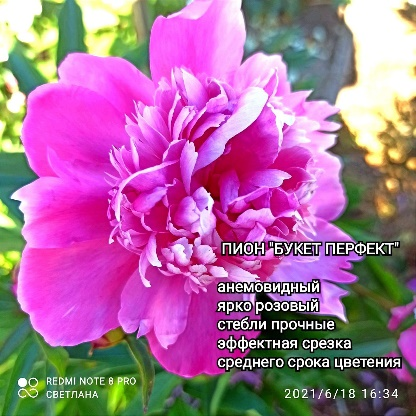 ПИОН "БУКЕТ ПЕРФЕКТ"
анемовидный
ярко розовый
стебли прочные
эффектная срезка
среднего срока цветения
REDMI NOTE 8 PRO
СВЕТЛАНА
2021/6/18 16:34